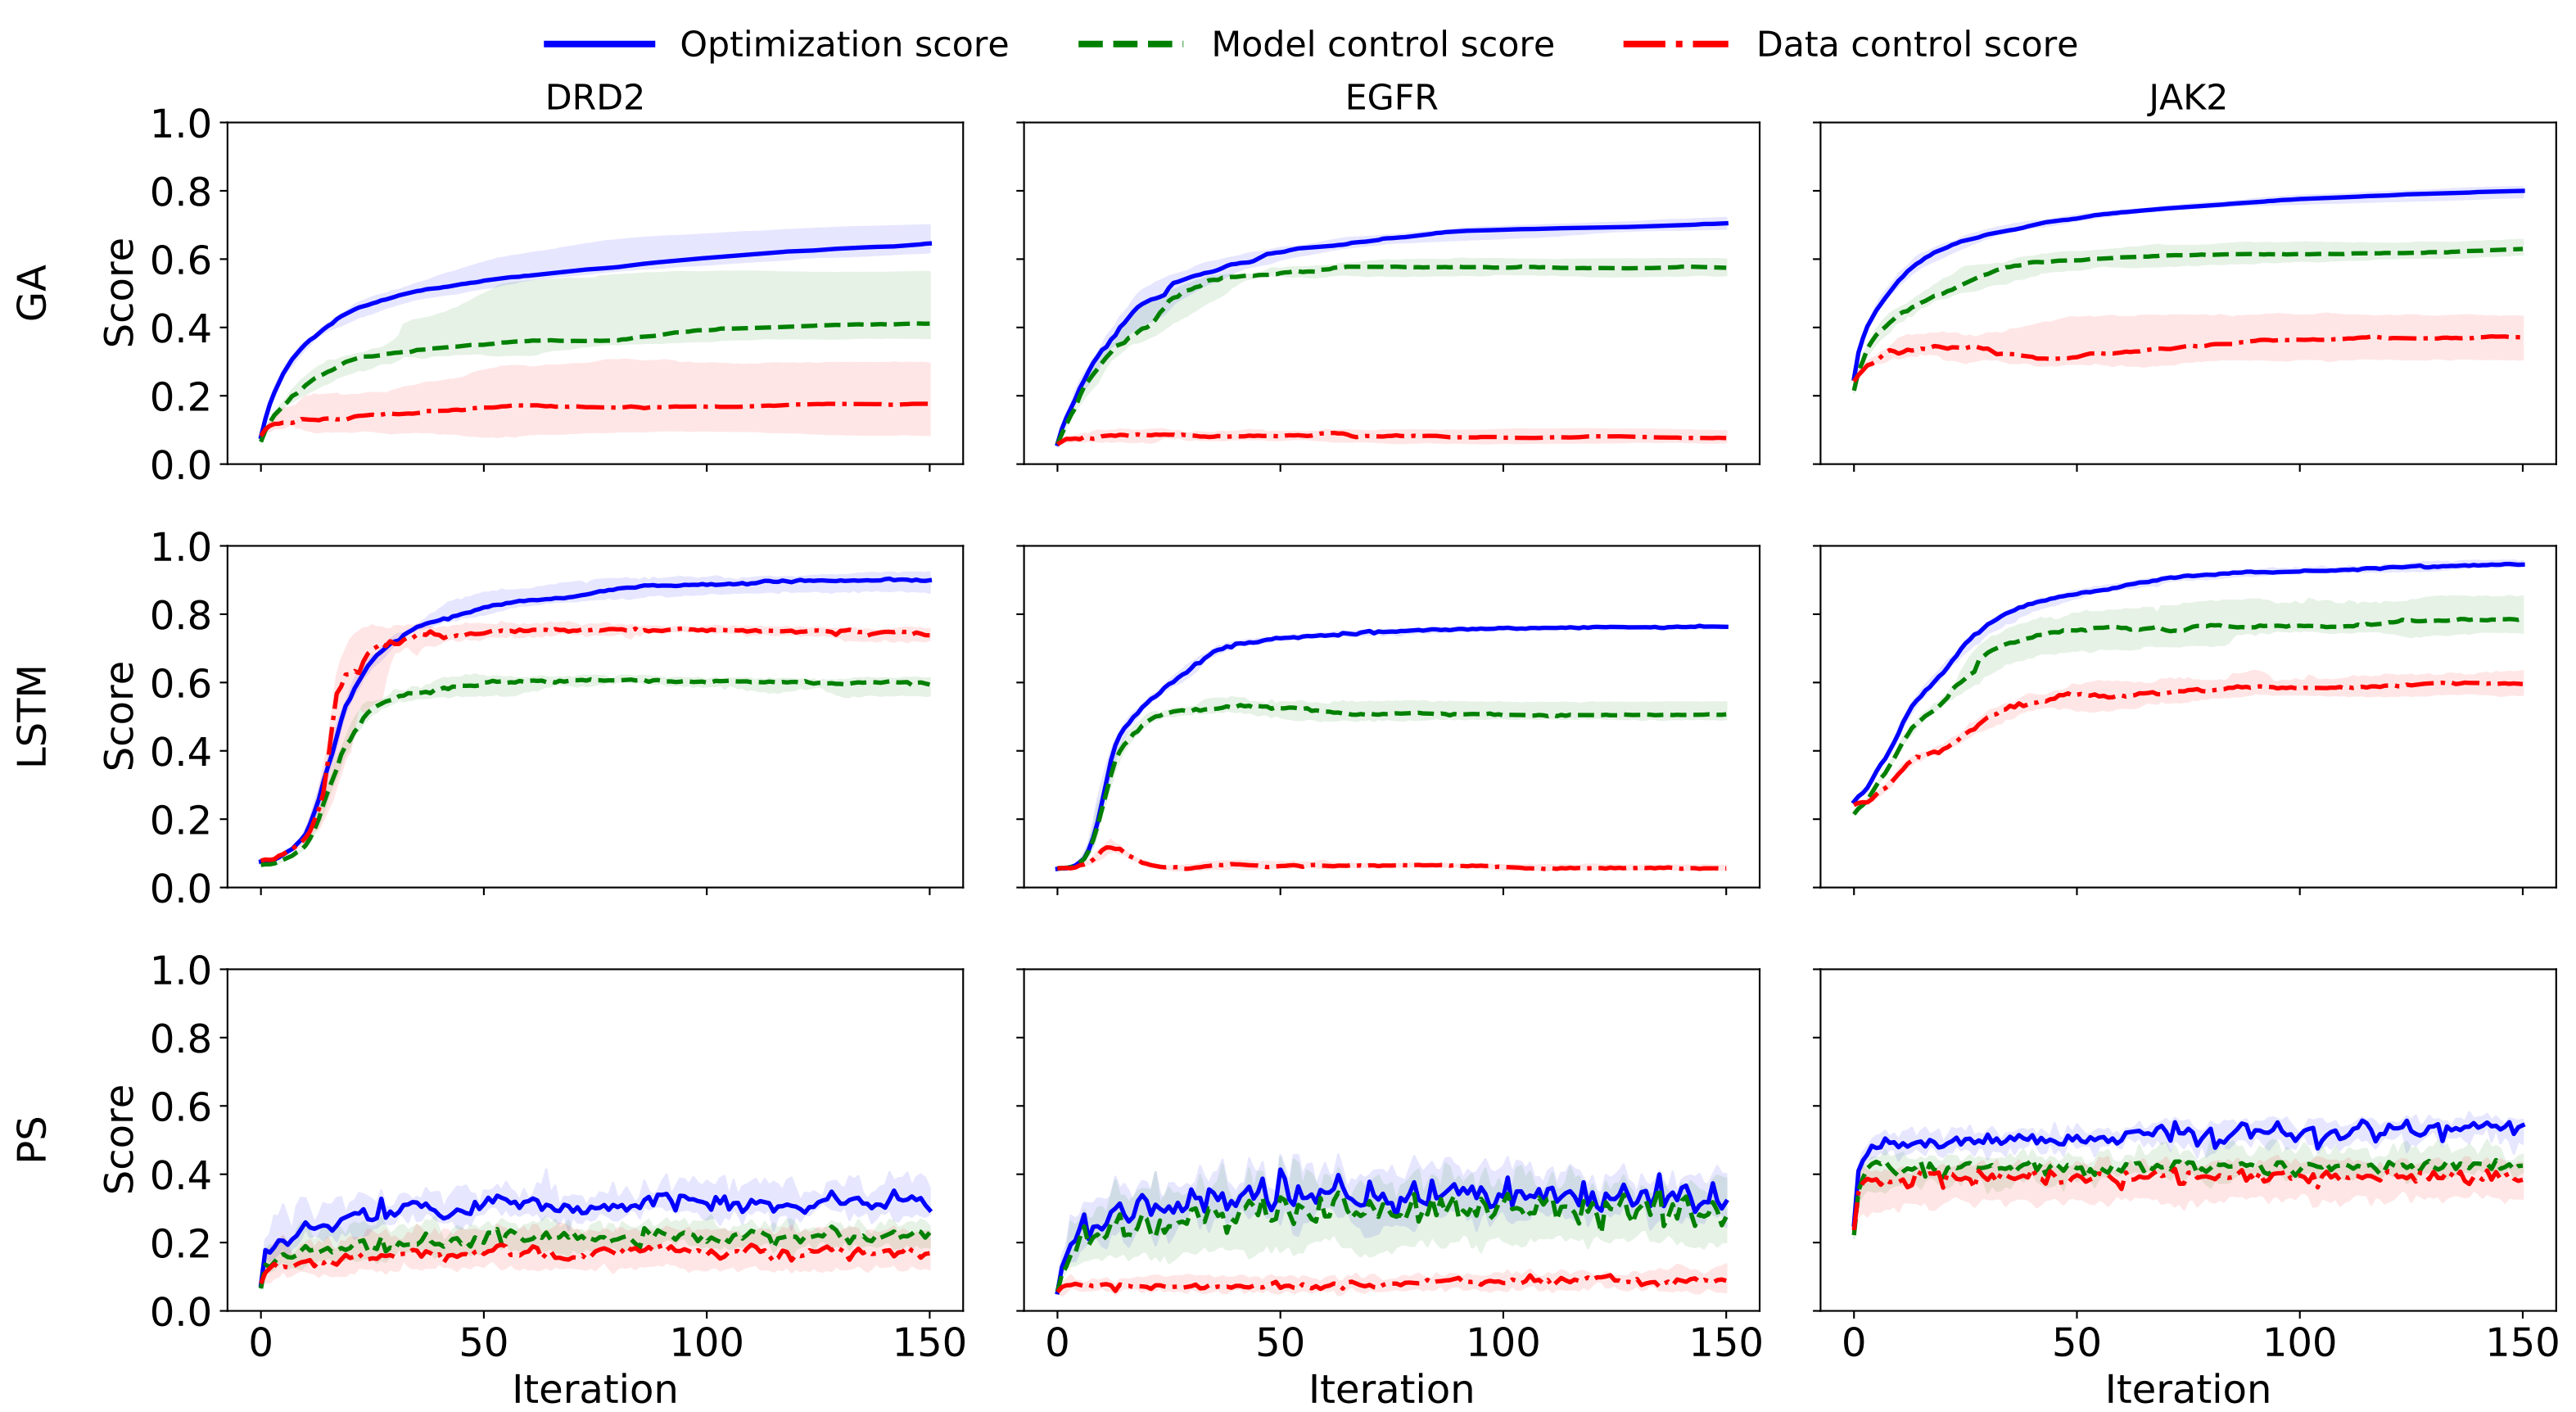 Optimization score Model control score Data control score
DRD2 EGFR JAK2
GA
Score
1.0
0.8
0.6
0.4
0.2
0.0
LSTM
Score
1.0
0.8
0.6
0.4
0.2
0.0
PS
Score
1.0
0.8
0.6
0.4
0.2
0.0
0 50 100 150 0 50 100 150 0 50 100 150
Iteration Iteration Iteration